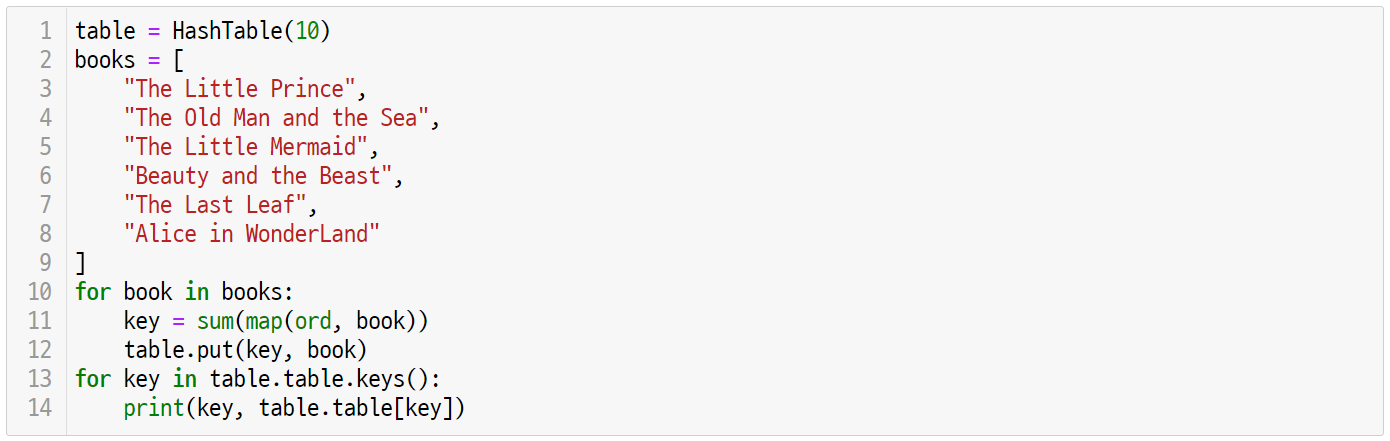 1 table = HashTable(10)
2 books = [
3     "The Little Prince",
4     "The Old Man and the Sea",
5     "The Little Mermaid",
6     "Beauty and the Beast",
7     "The Last Leaf",
8     "Alice in WonderLand"
9 ]
10 for book in books:
11     key = sum(map(ord, book))
12     table.put(key, book)
13 for key in table.table.keys():
14     print(key, table.table[key])